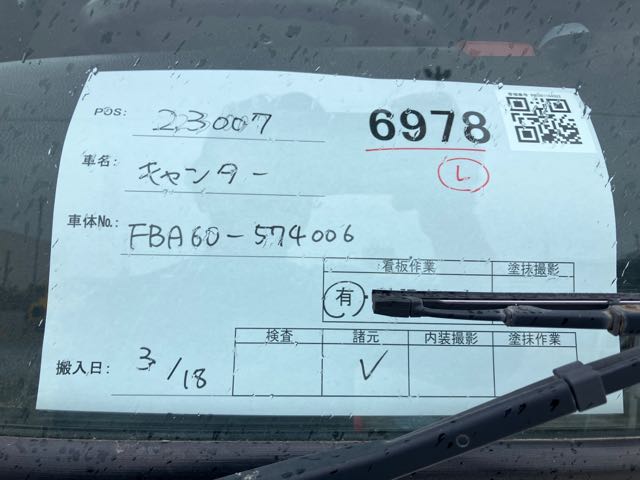 POS: 23007
6978
L
車名: キャンター
車体No.: FBA60-574006
看板作業 塗抹撮影
有
検査 諸元 内装撮影 塗抹作業
搬入日: 3/18 ✓